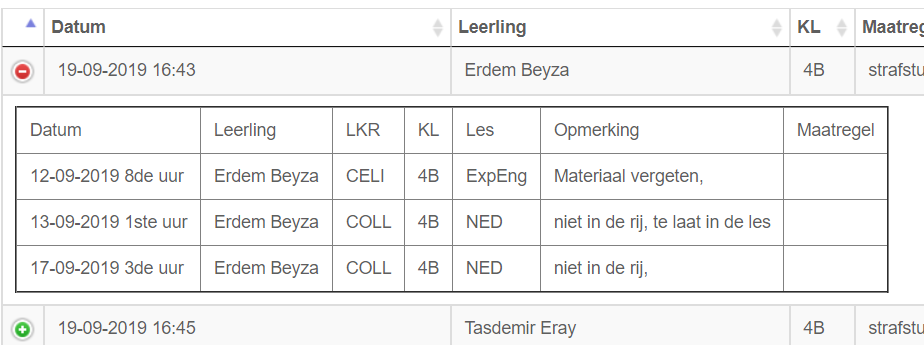 Datum Leerling KL Maatreg
19-09-2019 16:43 Erdem Beyza 4B strafstu
Datum Leerling LKR KL Les Opmerking Maatregel
12-09-2019 8de uur Erdem Beyza CELI 4B ExpEng Materiaal vergeten,
13-09-2019 1ste uur Erdem Beyza COLL 4B NED niet in de rij, te laat in de les
17-09-2019 3de uur Erdem Beyza COLL 4B NED niet in de rij,
19-09-2019 16:45 Tasdemir Eray 4B strafstu